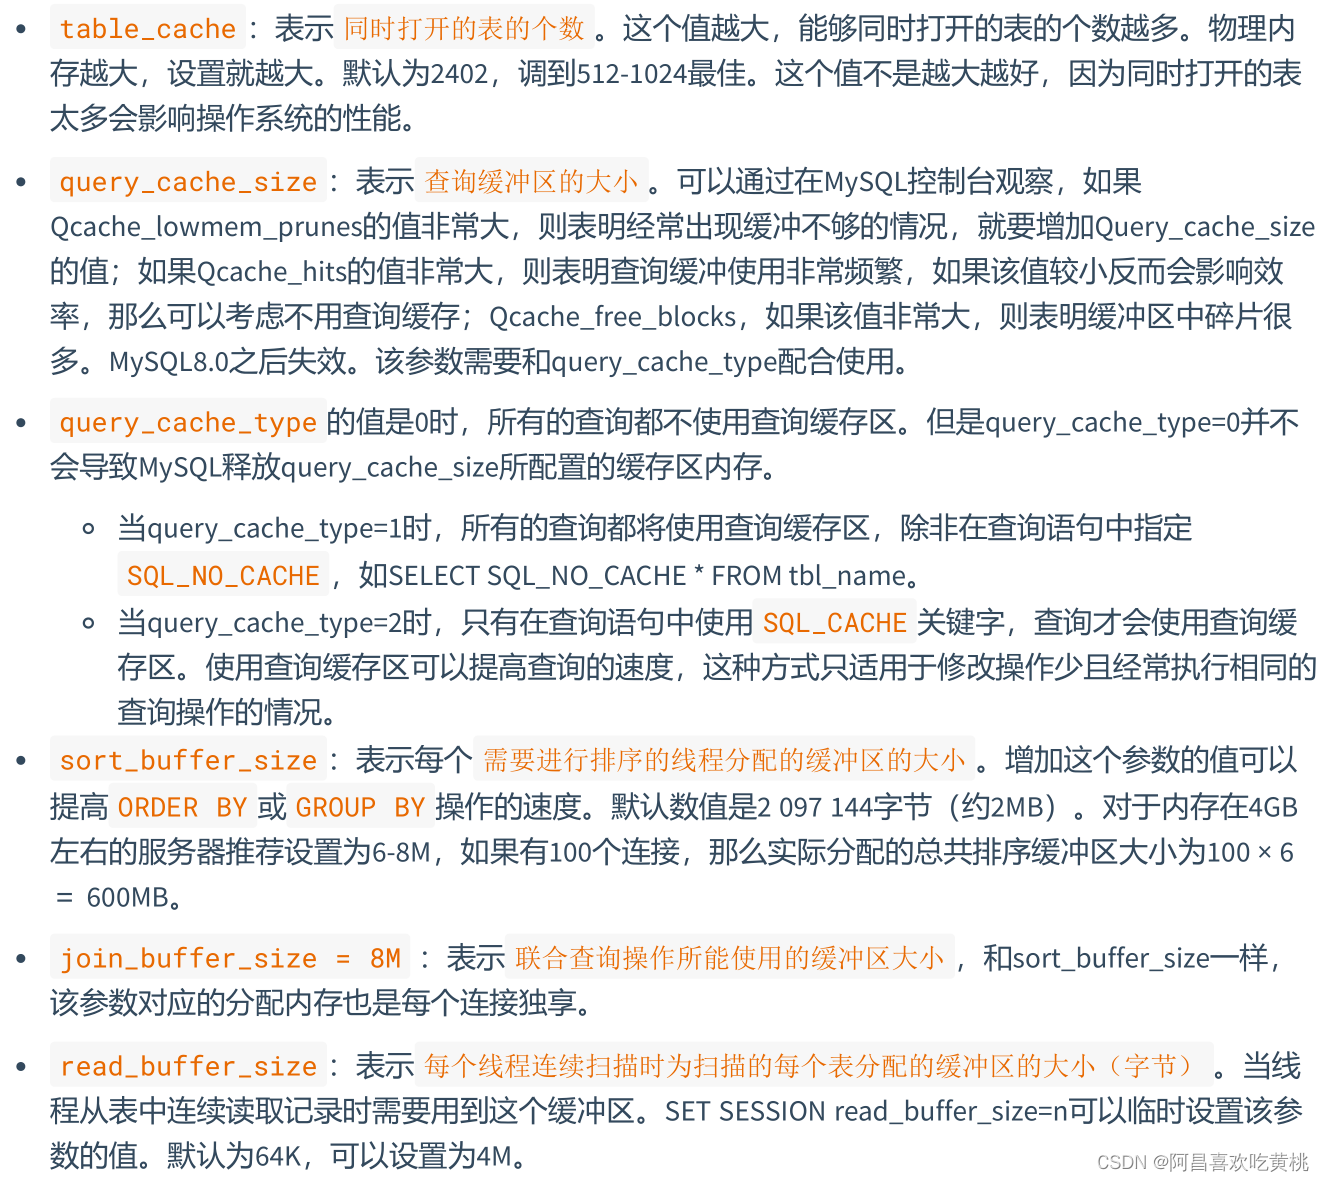 table_cache：表示同时打开的表的个数。这个值越大，能够同时打开的表的个数越多。物理内
存越大，设置就越大。默认为2402，调到512-1024最佳。这个值不是越大越好，因为同时打开的表
太多会影响操作系统的性能。
query_cache_size：表示查询缓冲区的大小。可以通过在MySQL控制台观察，如果
Qcache_lowmem_prunes的值非常大，则表明经常出现缓冲不够的情况，就要增加Query_cache_size
的值；如果Qcache_hits的值非常大，则表明查询缓冲使用非常频繁，如果该值较小反而会影响效
率，那么可以考虑不用查询缓存；Qcache_free_blocks，如果该值非常大，则表明缓冲区中碎片很
多。MySQL8.0之后失效。该参数需要和query_cache_type配合使用。
query_cache_type的值是0时，所有的查询都不使用查询缓存区。但是query_cache_type=0并不
会导致MySQL释放query_cache_size所配置的缓存区内存。
当query_cache_type=1时，所有的查询都将使用查询缓存区，除非在查询语句中指定
SQL_NO_CACHE，如SELECT SQL_NO_CACHE * FROM tbl_name。
当query_cache_type=2时，只有在查询语句中使用SQL_CACHE关键字，查询才会使用查询缓
存区。使用查询缓存区可以提高查询的速度，这种方式只适用于修改操作少且经常执行相同的
查询操作的情况。
sort_buffer_size：表示每个需要进行排序的线程分配的缓冲区的大小。增加这个参数的值可以
提高ORDER BY或GROUP BY操作的速度。默认数值是2 097 144字节（约2MB）。对于内存在4GB
左右的服务器推荐设置为6-8M，如果有100个连接，那么实际分配的总共排序缓冲区大小为100 × 6
＝ 600MB。
join_buffer_size = 8M：表示联合查询操作所能使用的缓冲区大小，和sort_buffer_size一样，
该参数对应的分配内存也是每个连接独享。
read_buffer_size：表示每个线程连续扫描时为扫描的每个表分配的缓冲区的大小（字节）。当线
程从表中连续读取记录时需要用到这个缓冲区。SET SESSION read_buffer_size=n可以临时设置该参
数的值。默认为64K，可以设置为4M。
CSDN @阿昌喜欢吃黄桃